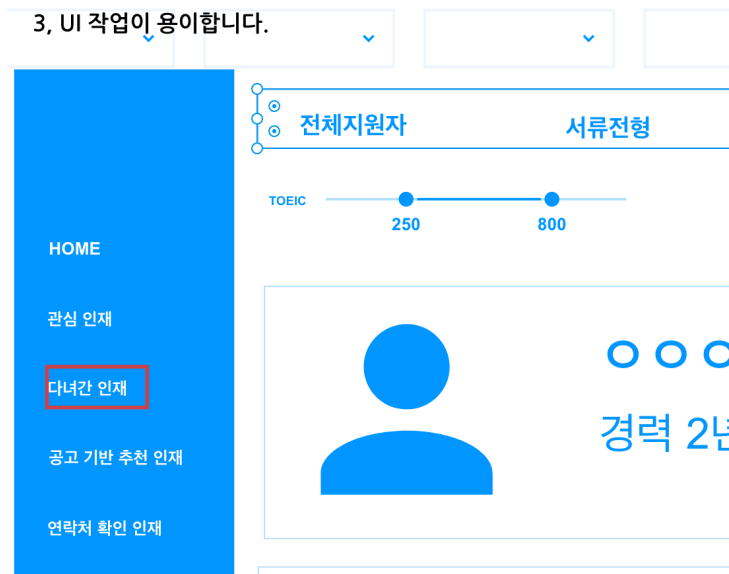 3, UI 작업이 용이합니다.
전체지원자 서류전형
TOEIC
250 800
HOME
관심 인재
다녀간 인재
공고 기반 추천 인재
연락처 확인 인재
ㅇㅇㅇ
경력 2년